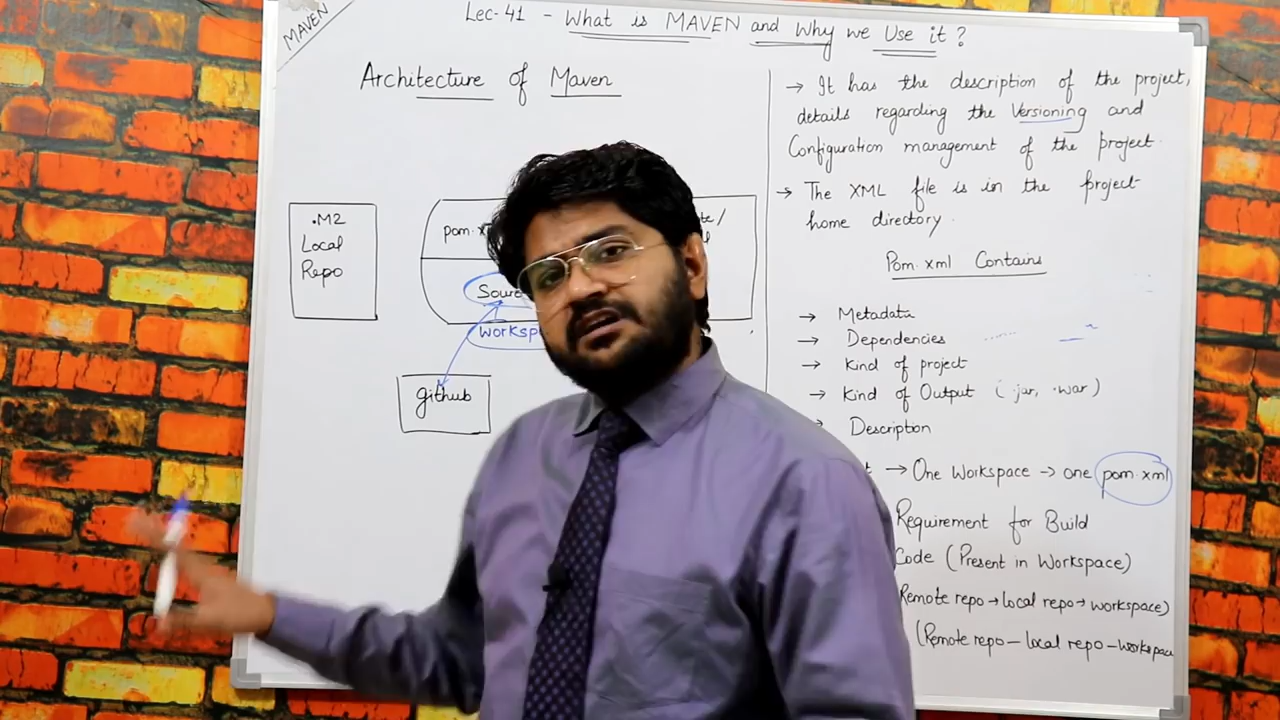 MAVEN
Lec-41 - What is MAVEN and Why we Use it?
Architecture of Maven
.M2
Local
Repo
pom.x
Sour
Worksp
github
te/
→ It has the description of the project,
details regarding the Versioning and
Configuration management of the project.
→ The XML file is in the project
home directory.
Pom.xml Contains
→ Metadata
→ Dependencies
→ Kind of project
→ Kind of Output (.jar, .war)
Description
→ One Workspace → one pom.xml
Requirement for Build
Code (Present in Workspace)
Remote repo → local repo → workspace)
(Remote repo – local repo – workspace